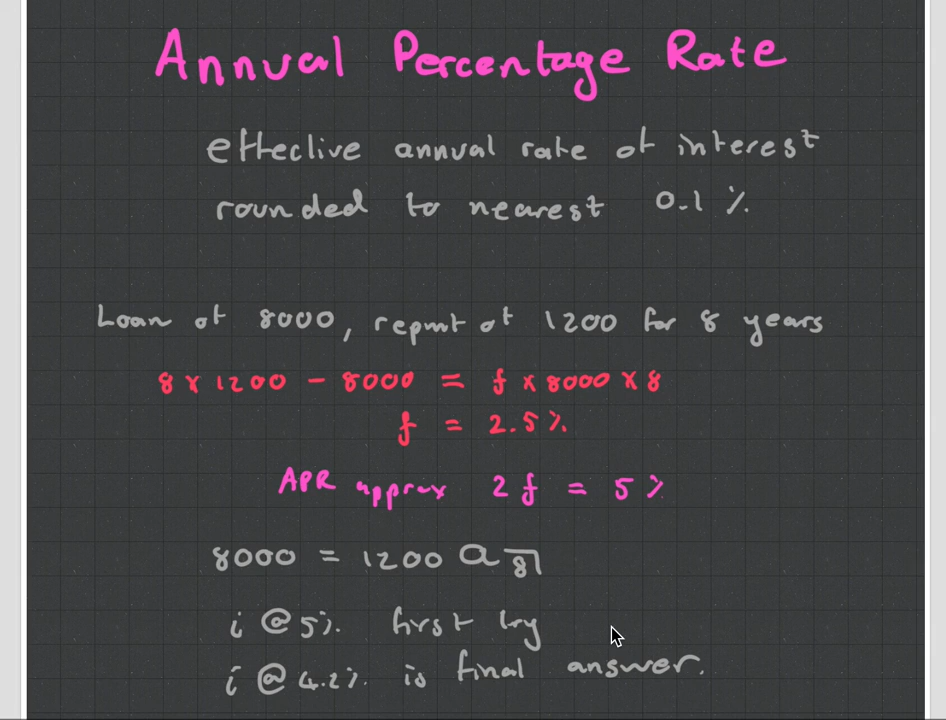 Annual Percentage Rate
effective annual rate of interest
rounded to nearest 0.1 %
Loan of 8000, repmt of 1200 for 8 years
8 x 1200 - 8000 = f x 8000 x 8
f = 2.5 %
APR approx 2 f = 5 %
8000 = 1200 a 8┐
i @ 5% first try
i @ 4.2% is final answer.